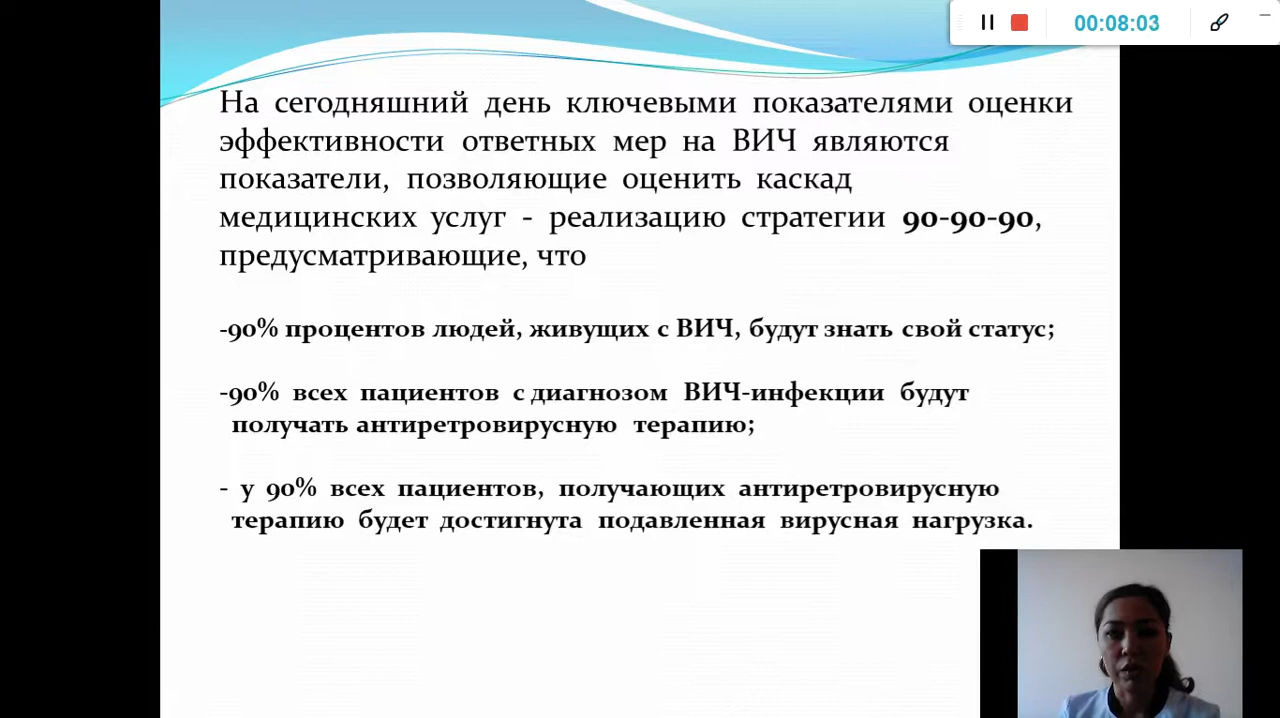 00:08:03
На сегодняшний день ключевыми показателями оценки
эффективности ответных мер на ВИЧ являются
показатели, позволяющие оценить каскад
медицинских услуг - реализацию стратегии 90-90-90,
предусматривающие, что
-90% процентов людей, живущих с ВИЧ, будут знать свой статус;
-90% всех пациентов с диагнозом ВИЧ-инфекции будут
получать антиретровирусную терапию;
- у 90% всех пациентов, получающих антиретровирусную
терапию будет достигнута подавленная вирусная нагрузка.